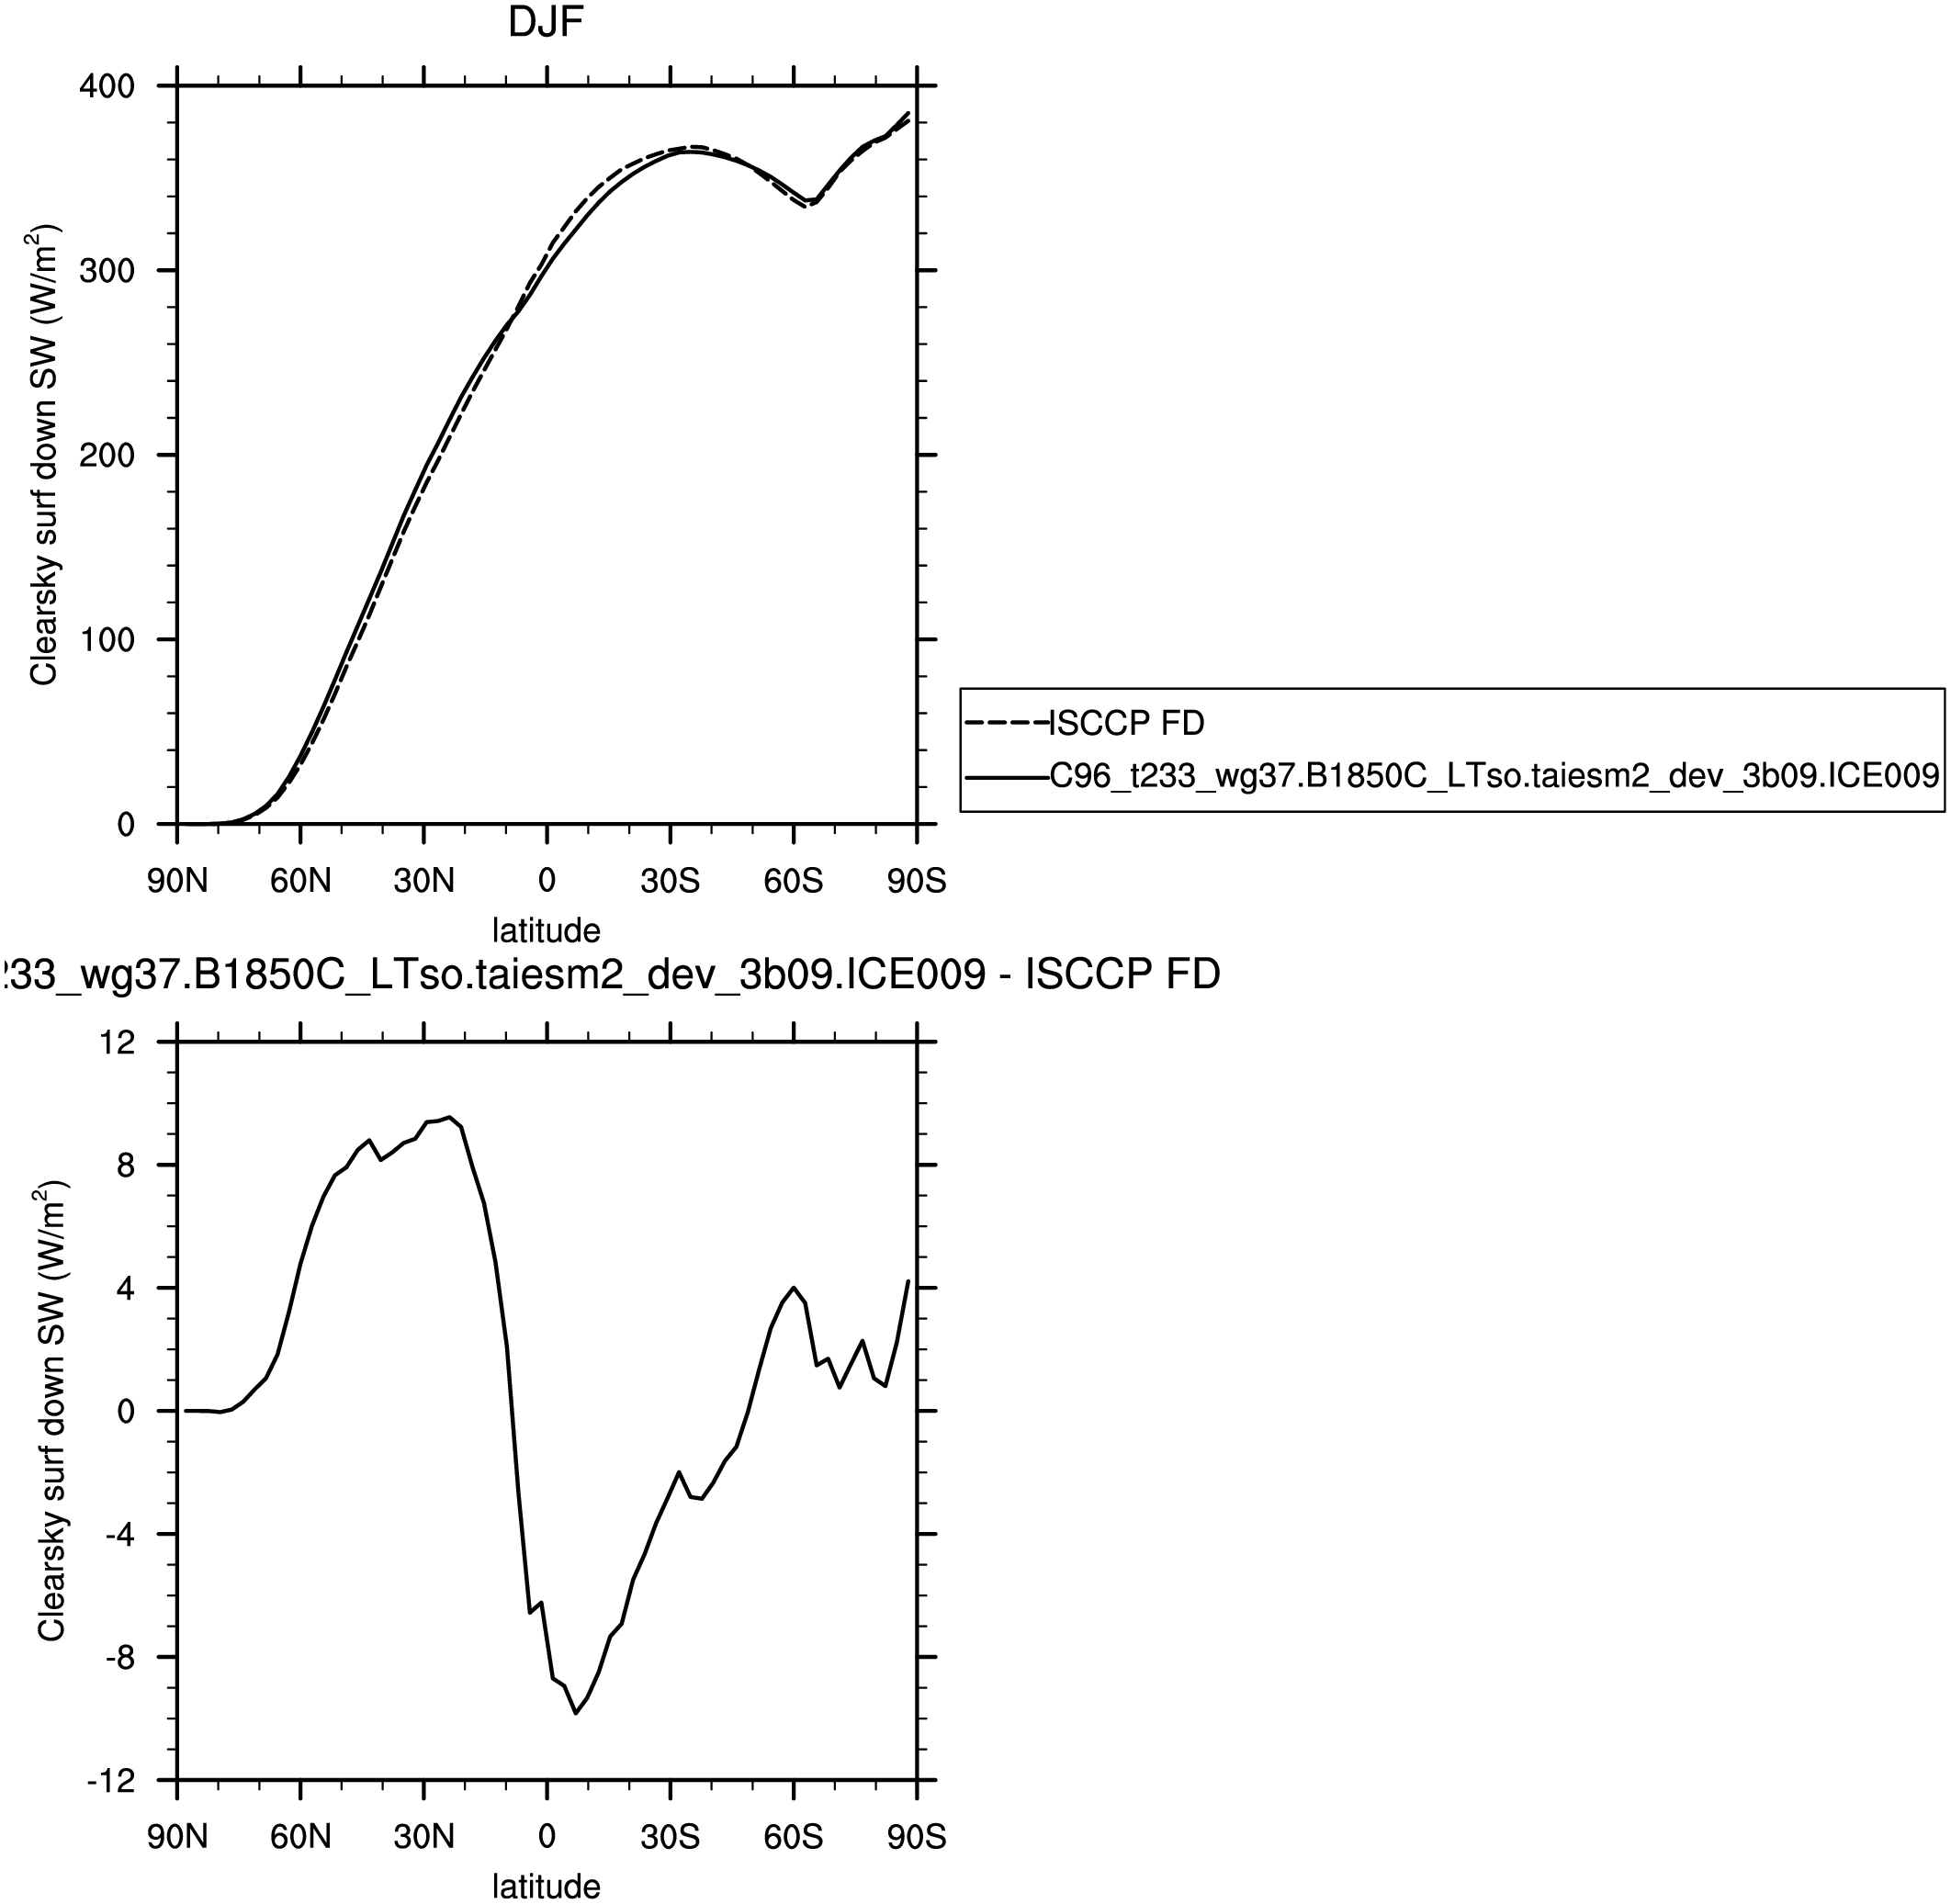 DJF
400
300
200
100
0
Clearsky surf down SW (W/m²)
90N 60N 30N 0 30S 60S 90S
latitude
ISCCP FD
C96_t233_wg37.B1850C_LTso.taiesm2_dev_3b09.ICE009
33_wg37.B1850C_LTso.taiesm2_dev_3b09.ICE009 - ISCCP FD
12
8
4
0
-4
-8
-12
Clearsky surf down SW (W/m²)
90N 60N 30N 0 30S 60S 90S
latitude